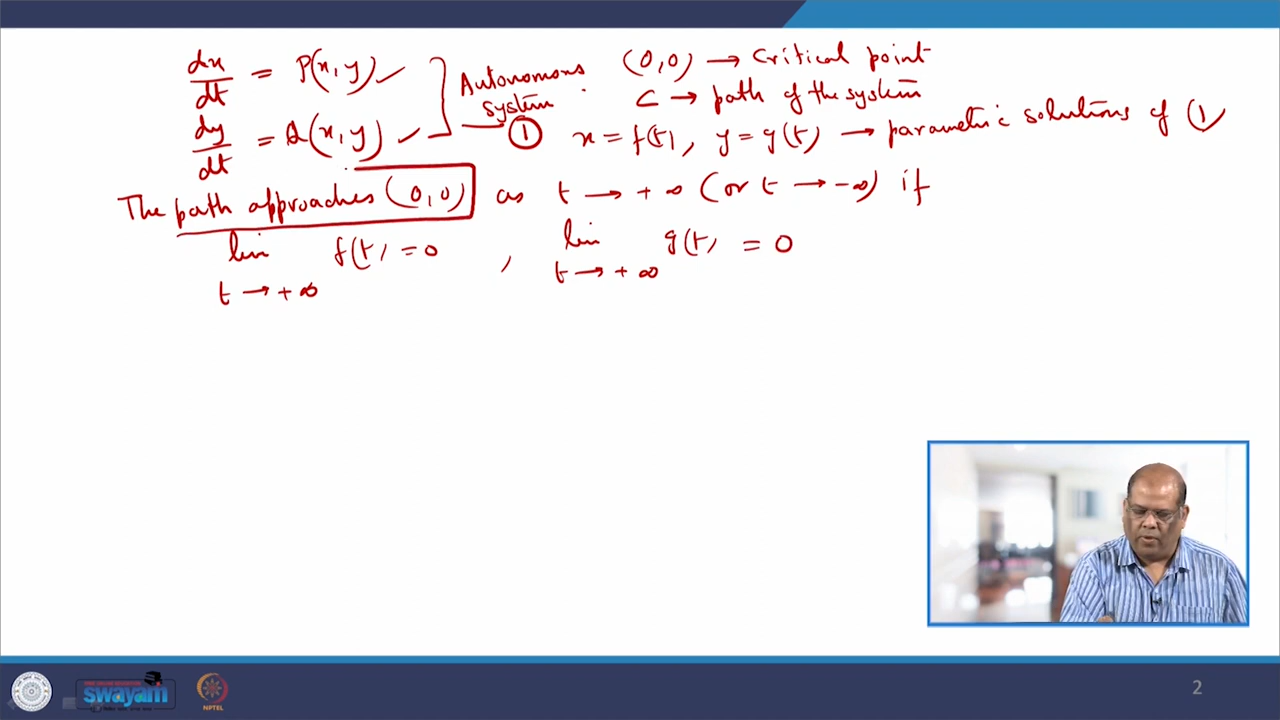 dx/dt = P(x, y) ✓
dy/dt = Q(x, y) ✓
Autonomous system. ①
(0,0) → Critical point
C → path of the system
x = f(t), y = g(t) → parametric solutions of ①
The path approaches (0,0) as t → +∞ (or t → -∞) if
lim t → +∞ f(t) = 0 , lim t → +∞ g(t) = 0
swayam
NPTEL
2